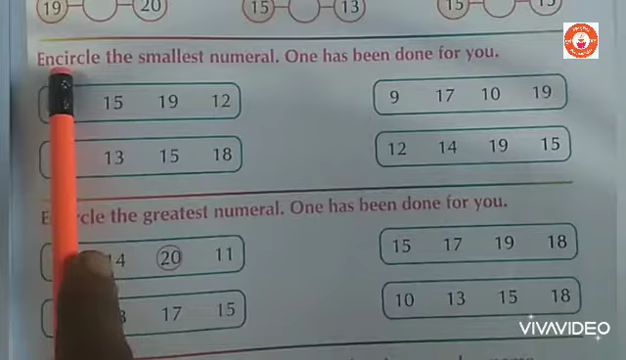 19 20 15 13 15
Encircle the smallest numeral. One has been done for you.
15 19 12
9 17 10 19
13 15 18
12 14 19 15
cle the greatest numeral. One has been done for you.
14 20 11
15 17 19 18
17 15
10 13 15 18
VIVAVIDEO